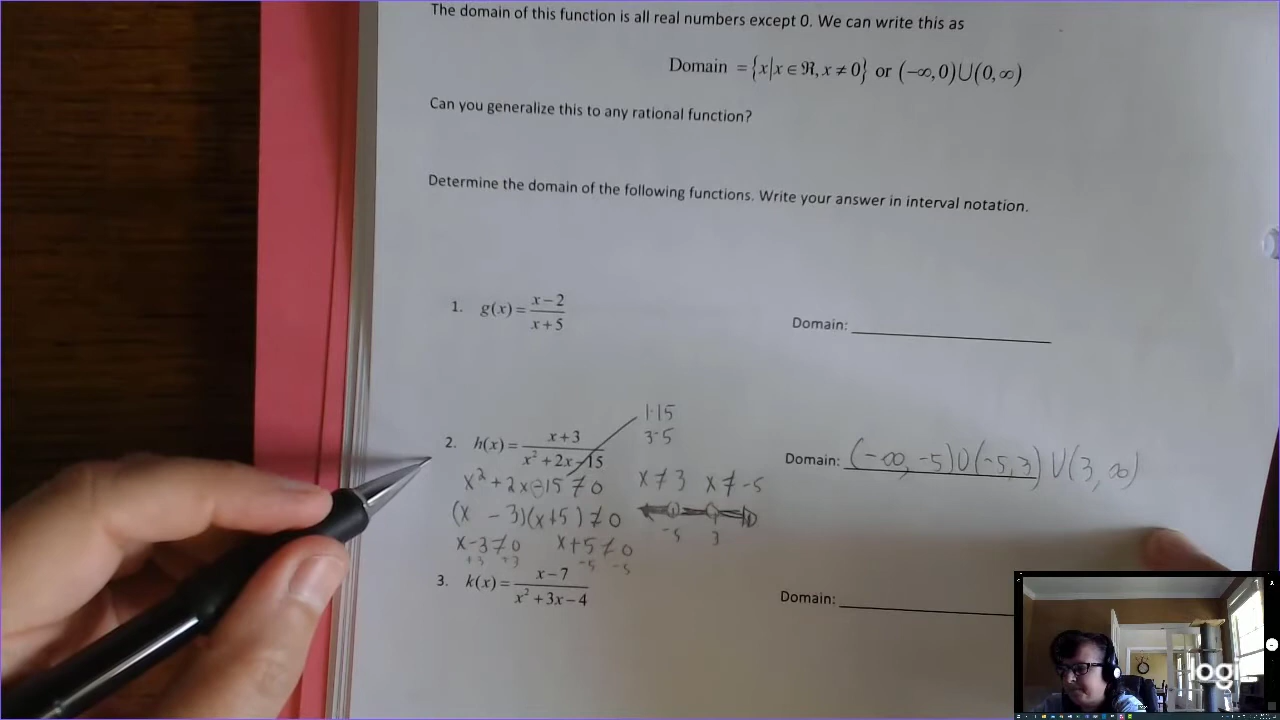 The domain of this function is all real numbers except 0. We can write this as
Domain = {x|x ∈ ℜ, x ≠ 0} or (−∞, 0)∪(0, ∞)
Can you generalize this to any rational function?
Determine the domain of the following functions. Write your answer in interval notation.
1. g(x) = (x − 2)/(x + 5)
Domain: ____________
1·15
3·5
2. h(x) = (x + 3)/(x² + 2x − 15)
Domain: (−∞, −5)∪(−5, 3)∪(3, ∞)
x² + 2x − 15 ≠ 0 x ≠ 3 x ≠ −5
(x − 3)(x + 5) ≠ 0
−5 3
x − 3 ≠ 0 x + 5 ≠ 0
+3 +3 −5 −5
3. k(x) = (x − 7)/(x² + 3x − 4)
Domain: ____________
logi